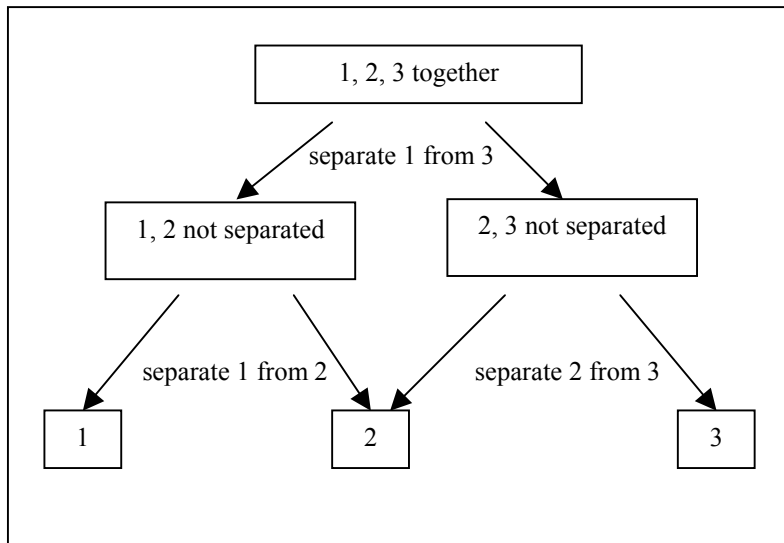 1, 2, 3 together
separate 1 from 3
1, 2 not separated
2, 3 not separated
separate 1 from 2
separate 2 from 3
1
2
3